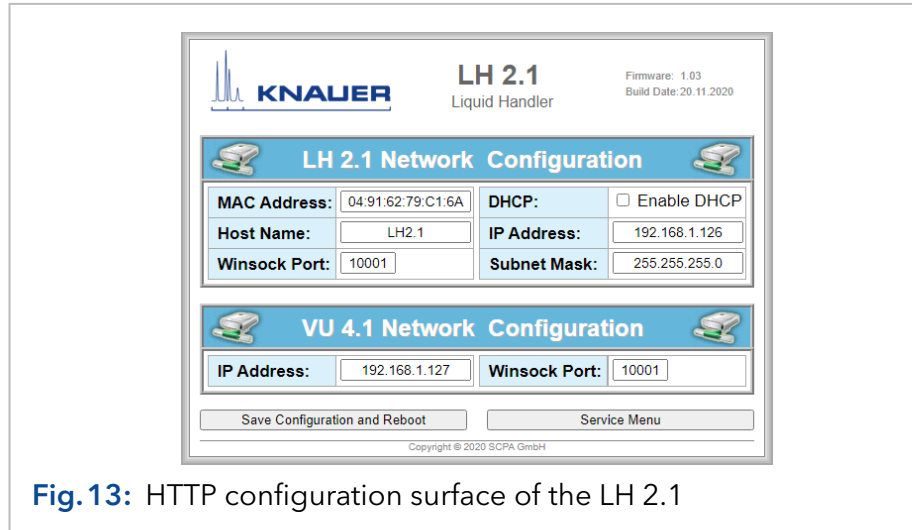 KNAUER
LH 2.1
Liquid Handler
Firmware: 1.03
Build Date: 20.11.2020
LH 2.1 Network Configuration
MAC Address: 04:91:62:79:C1:6A DHCP: Enable DHCP
Host Name: LH2.1 IP Address: 192.168.1.126
Winsock Port: 10001 Subnet Mask: 255.255.255.0
VU 4.1 Network Configuration
IP Address: 192.168.1.127 Winsock Port: 10001
Save Configuration and Reboot Service Menu
Copyright © 2020 SCPA GmbH
Fig.13: HTTP configuration surface of the LH 2.1